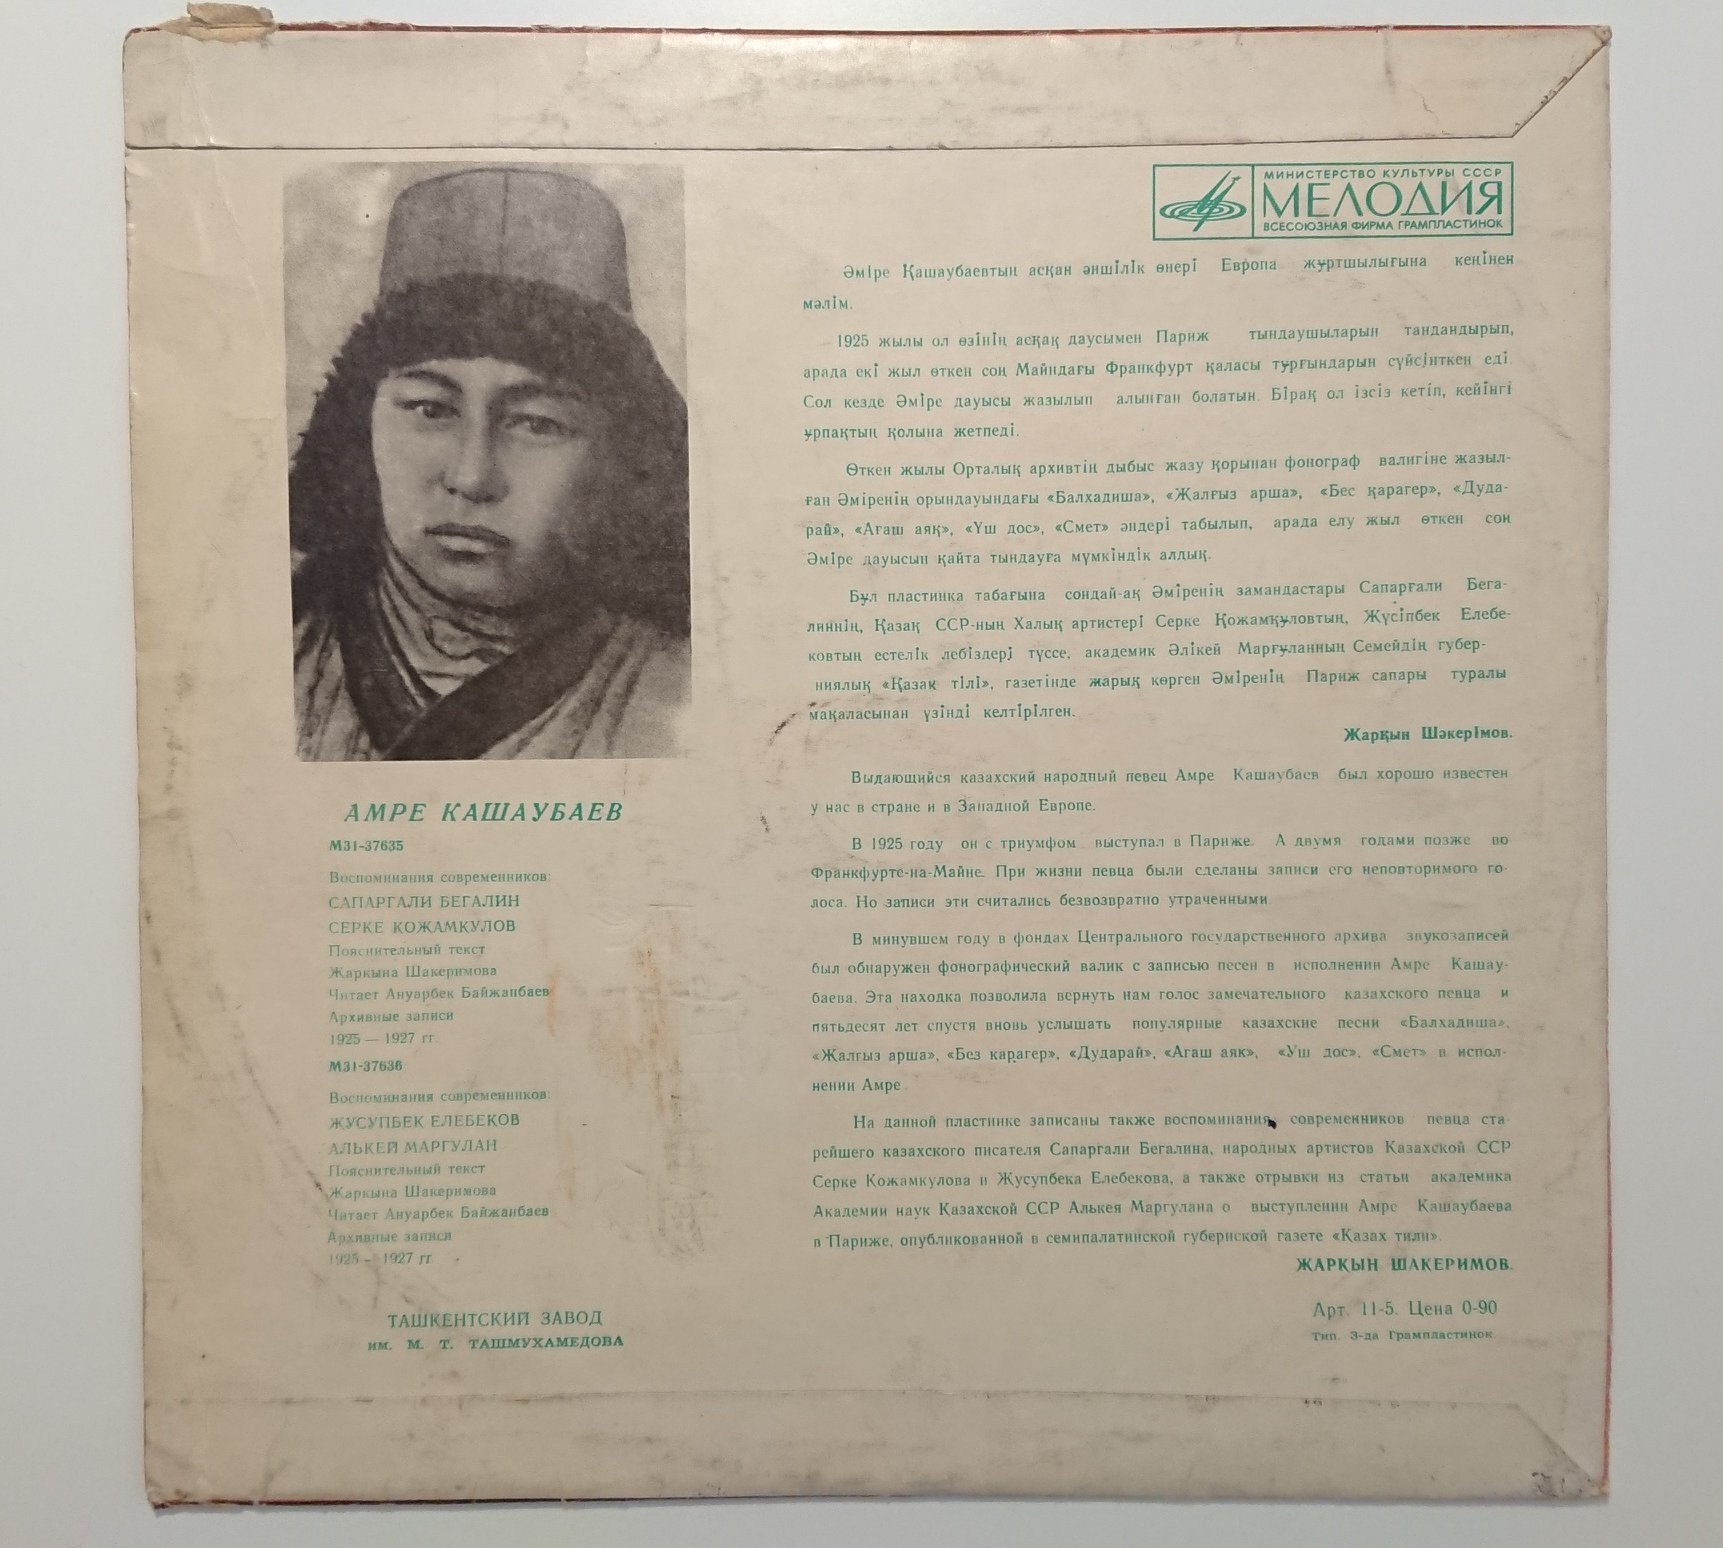 МИНИСТЕРСТВО КУЛЬТУРЫ СССР
МЕЛОДИЯ
ВСЕСОЮЗНАЯ ФИРМА ГРАМПЛАСТИНОК
АМРЕ КАШАУБАЕВ
М31-37635
Воспоминания современников:
САПАРГАЛИ БЕГАЛИН
СЕРКЕ КОЖАМКУЛОВ
Пояснительный текст
Жаркына Шакеримова
Читает Ануарбек Байжанбаев
Архивные записи
1925 — 1927 гг.
М31-37636
Воспоминания современников:
ЖУСУПБЕК ЕЛЕБЕКОВ
АЛЬКЕЙ МАРГУЛАН
Пояснительный текст
Жаркына Шакеримова
Читает Ануарбек Байжанбаев
Архивные записи
1925 – 1927 гг.
ТАШКЕНТСКИЙ ЗАВОД
им. М. Т. ТАШМУХАМЕДОВА
Әміре Қашаубаевтың асқан әншілік өнері Европа жұртшылығына кеңінен
мәлім.
1925 жылы ол өзінің асқақ даусымен Париж тыңдаушыларын таңдандырып,
арада екі жыл өткен соң Майндағы Франкфурт қаласы тұрғындарын сүйсінткен еді.
Сол кезде Әміре дауысы жазылып алынған болатын. Бірақ ол ізсіз кетіп, кейінгі
ұрпақтың қолына жетпеді.
Өткен жылы Орталық архивтің дыбыс жазу қорынан фонограф валигіне жазыл-
ған Әміренің орындауындағы «Балхадиша», «Жалғыз арша», «Бес қарагер», «Дуда-
рай», «Ағаш аяқ», «Үш дос», «Смет» әндері табылып, арада елу жыл өткен соң
Әміре дауысын қайта тыңдауға мүмкіндік алдық.
Бұл пластинка табағына сондай-ақ Әміренің замандастары Сапарғали Бега-
линнің, Қазақ ССР-ның Халық артистері Серке Қожамқұловтың, Жүсіпбек Елебе-
ковтың естелік лебіздері түссе, академик Әлікей Марғұланның Семейдің губер-
ниялық «Қазақ тілі», газетінде жарық көрген Әміренің Париж сапары туралы
мақаласынан үзінді келтірілген.
Жарқын Шәкерімов.
Выдающийся казахский народный певец Амре Кашаубаев был хорошо известен
у нас в стране и в Западной Европе.
В 1925 году он с триумфом выступал в Париже. А двумя годами позже во
Франкфурте-на-Майне. При жизни певца были сделаны записи его неповторимого го-
лоса. Но записи эти считались безвозвратно утраченными.
В минувшем году в фондах Центрального государственного архива звукозаписей
был обнаружен фонографический валик с записью песен в исполнении Амре Кашау-
баева. Эта находка позволила вернуть нам голос замечательного казахского певца и
пятьдесят лет спустя вновь услышать популярные казахские песни «Балхадиша»,
«Жалгыз арша», «Без карагер», «Дударай», «Агаш аяк», «Уш дос», «Смет» в испол-
нении Амре.
На данной пластинке записаны также воспоминания современников певца ста-
рейшего казахского писателя Сапаргали Бегалина, народных артистов Казахской ССР
Серке Кожамкулова и Жусупбека Елебекова, а также отрывки из статьи академика
Академии наук Казахской ССР Алькея Маргулана о выступлении Амре Кашаубаева
в Париже, опубликованной в семипалатинской губернской газете «Казах тили».
ЖАРКЫН ШАКЕРИМОВ.
Арт. 11-5. Цена 0-90
Тип. З-да Грампластинок